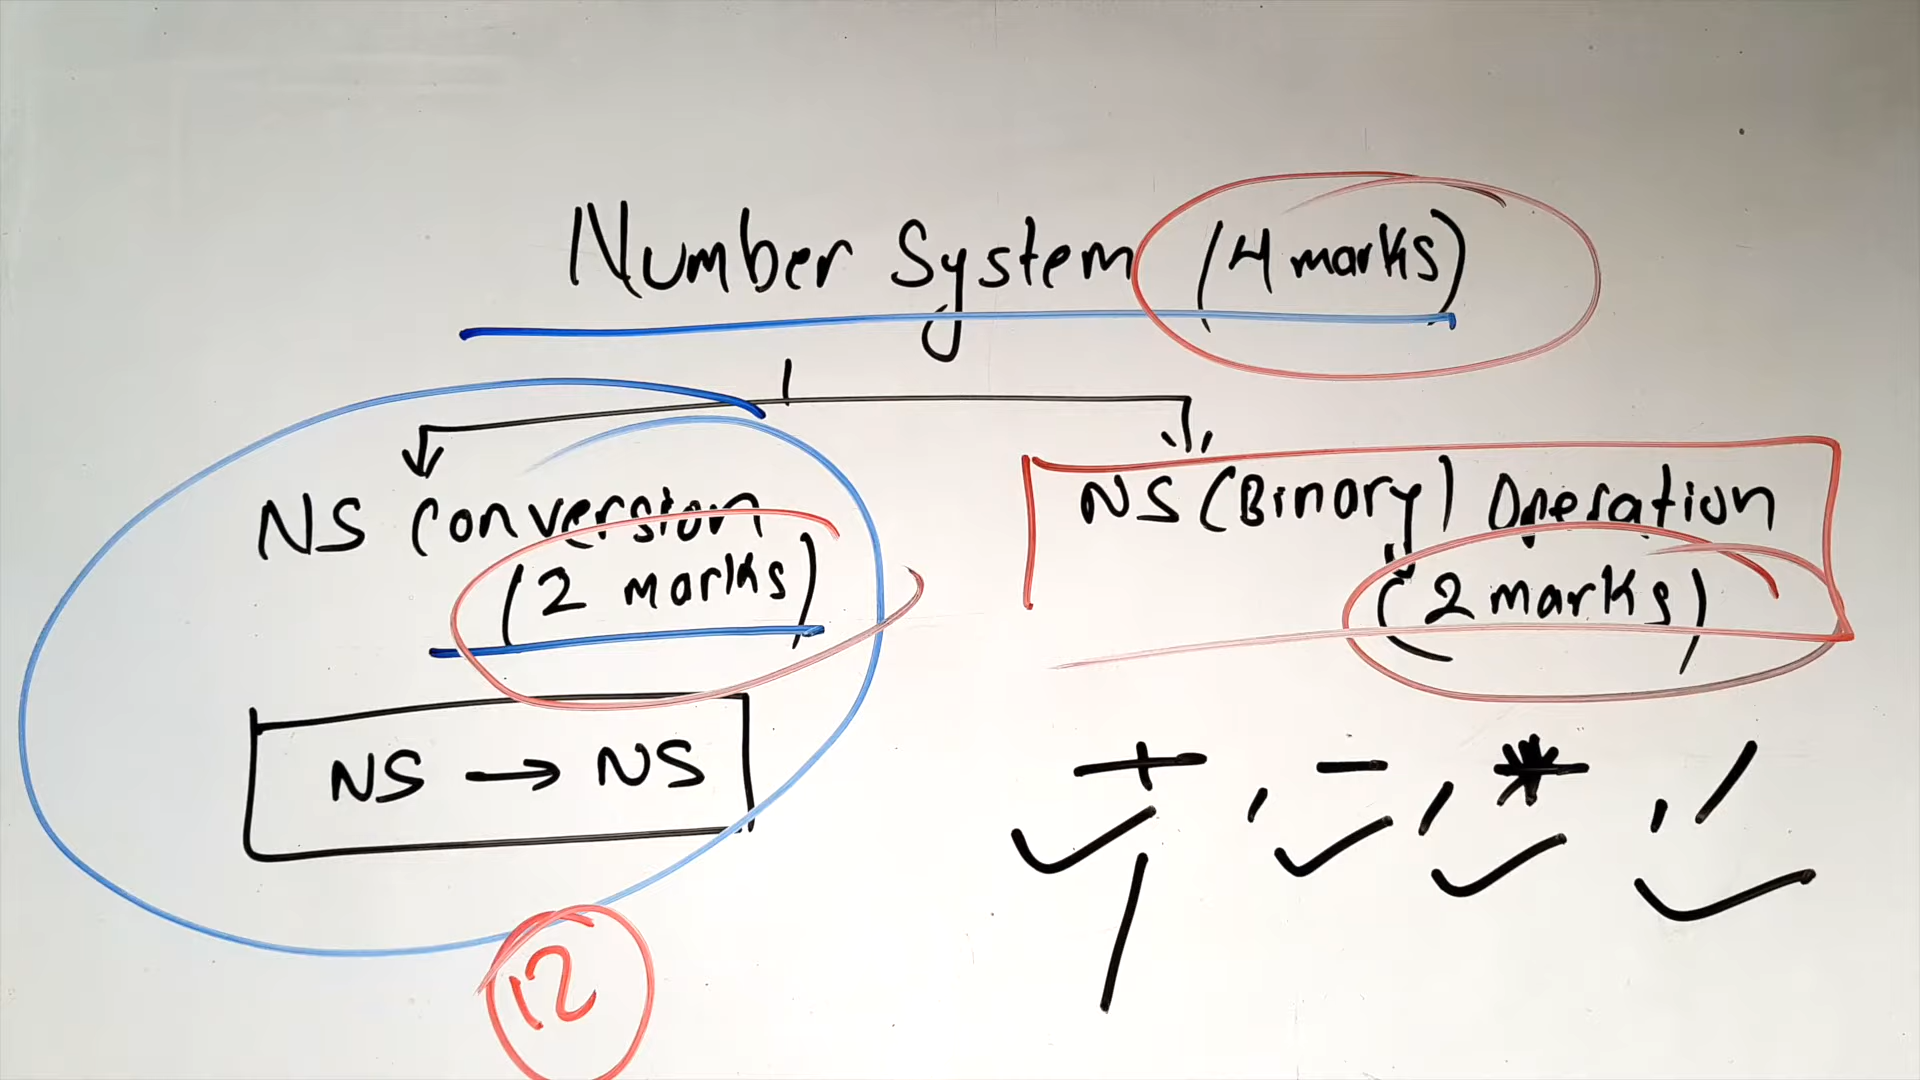 Number System (4 marks)
NS Conversion
(2 marks)
NS → NS
12
NS (Binary) Operation
(2 marks)
+, -, *, /